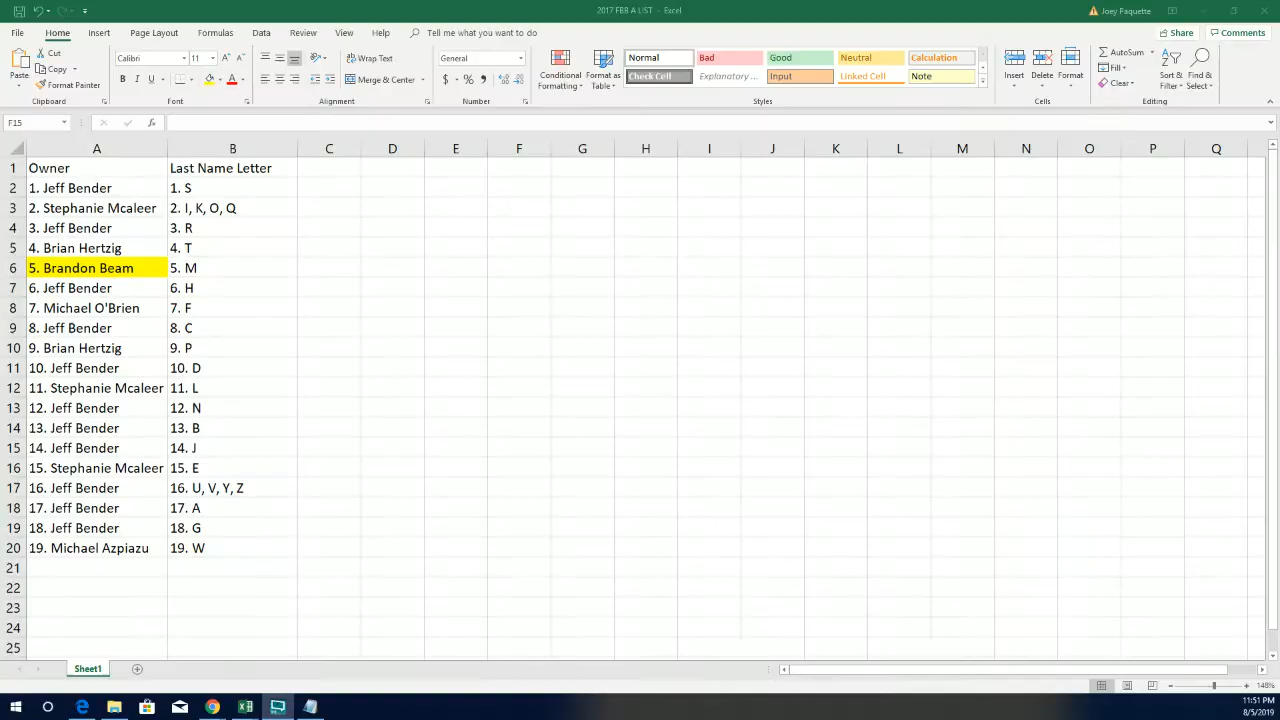 2017 FBB A LIST - Excel
Joey Paquette
File Home Insert Page Layout Formulas Data Review View Help Tell me what you want to do
Share Comments
Paste
Cut
Copy
Format Painter
Clipboard
Calibri 11
B I U
Font
Wrap Text
Merge & Center
Alignment
General
$ % ,
Number
Conditional Formatting
Format as Table
Normal Bad Good Neutral Calculation
Check Cell Explanatory ... Input Linked Cell Note
Styles
Insert Delete Format
Cells
AutoSum
Fill
Clear
Sort & Filter
Find & Select
Editing
F15
fx
A B C D E F G H I J K L M N O P Q
1 Owner Last Name Letter
2 1. Jeff Bender 1. S
3 2. Stephanie Mcaleer 2. I, K, O, Q
4 3. Jeff Bender 3. R
5 4. Brian Hertzig 4. T
6 5. Brandon Beam 5. M
7 6. Jeff Bender 6. H
8 7. Michael O'Brien 7. F
9 8. Jeff Bender 8. C
10 9. Brian Hertzig 9. P
11 10. Jeff Bender 10. D
12 11. Stephanie Mcaleer 11. L
13 12. Jeff Bender 12. N
14 13. Jeff Bender 13. B
15 14. Jeff Bender 14. J
16 15. Stephanie Mcaleer 15. E
17 16. Jeff Bender 16. U, V, Y, Z
18 17. Jeff Bender 17. A
19 18. Jeff Bender 18. G
20 19. Michael Azpiazu 19. W
21
22
23
24
25
Sheet1
148%
11:51 PM
8/5/2019